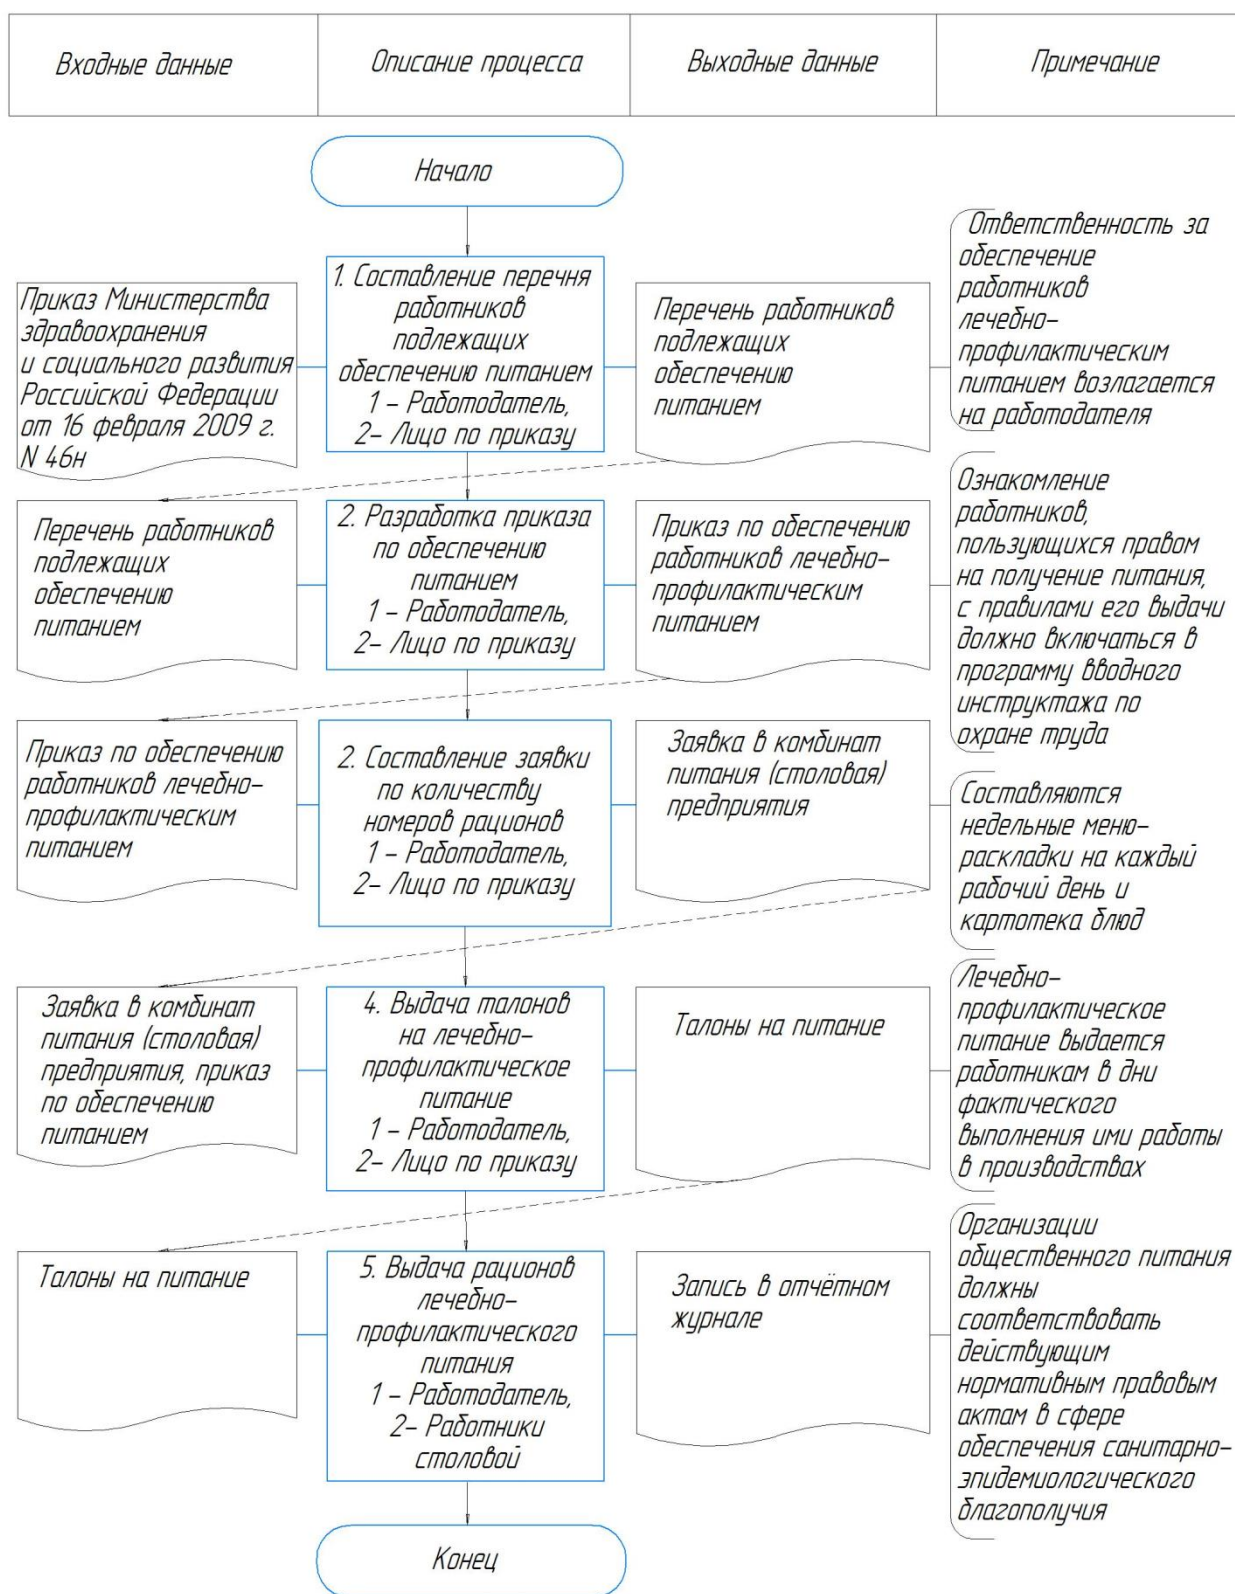 Входные данные
Описание процесса
Выходные данные
Примечание
Начало
Приказ Министерства
здравоохранения
и социального развития
Российской Федерации
от 16 февраля 2009 г.
N 46н
1. Составление перечня
работников
подлежащих
обеспечению питанием
1 – Работодатель,
2– Лицо по приказу
Перечень работников
подлежащих
обеспечению
питанием
Ответственность за
обеспечение
работников
лечебно–
профилактическим
питанием возлагается
на работодателя
Перечень работников
подлежащих
обеспечению
питанием
2. Разработка приказа
по обеспечению
питанием
1 – Работодатель,
2– Лицо по приказу
Приказ по обеспечению
работников лечебно–
профилактическим
питанием
Ознакомление
работников,
пользующихся правом
на получение питания,
с правилами его выдачи
должно включаться в
программу вводного
инструктажа по
охране труда
Приказ по обеспечению
работников лечебно–
профилактическим
питанием
2. Составление заявки
по количеству
номеров рационов
1 – Работодатель,
2– Лицо по приказу
Заявка в комбинат
питания (столовая)
предприятия
Составляются
недельные меню–
раскладки на каждый
рабочий день и
картотека блюд
Заявка в комбинат
питания (столовая)
предприятия, приказ
по обеспечению
питанием
4. Выдача талонов
на лечебно–
профилактическое
питание
1 – Работодатель,
2– Лицо по приказу
Талоны на питание
Лечебно–
профилактическое
питание выдается
работникам в дни
фактического
выполнения ими работы
в производствах
Талоны на питание
5. Выдача рационов
лечебно–
профилактического
питания
1 – Работодатель,
2– Работники
столовой
Запись в отчётном
журнале
Организации
общественного питания
должны
соответствовать
действующим
нормативным правовым
актам в сфере
обеспечения санитарно–
эпидемиологического
благополучия
Конец